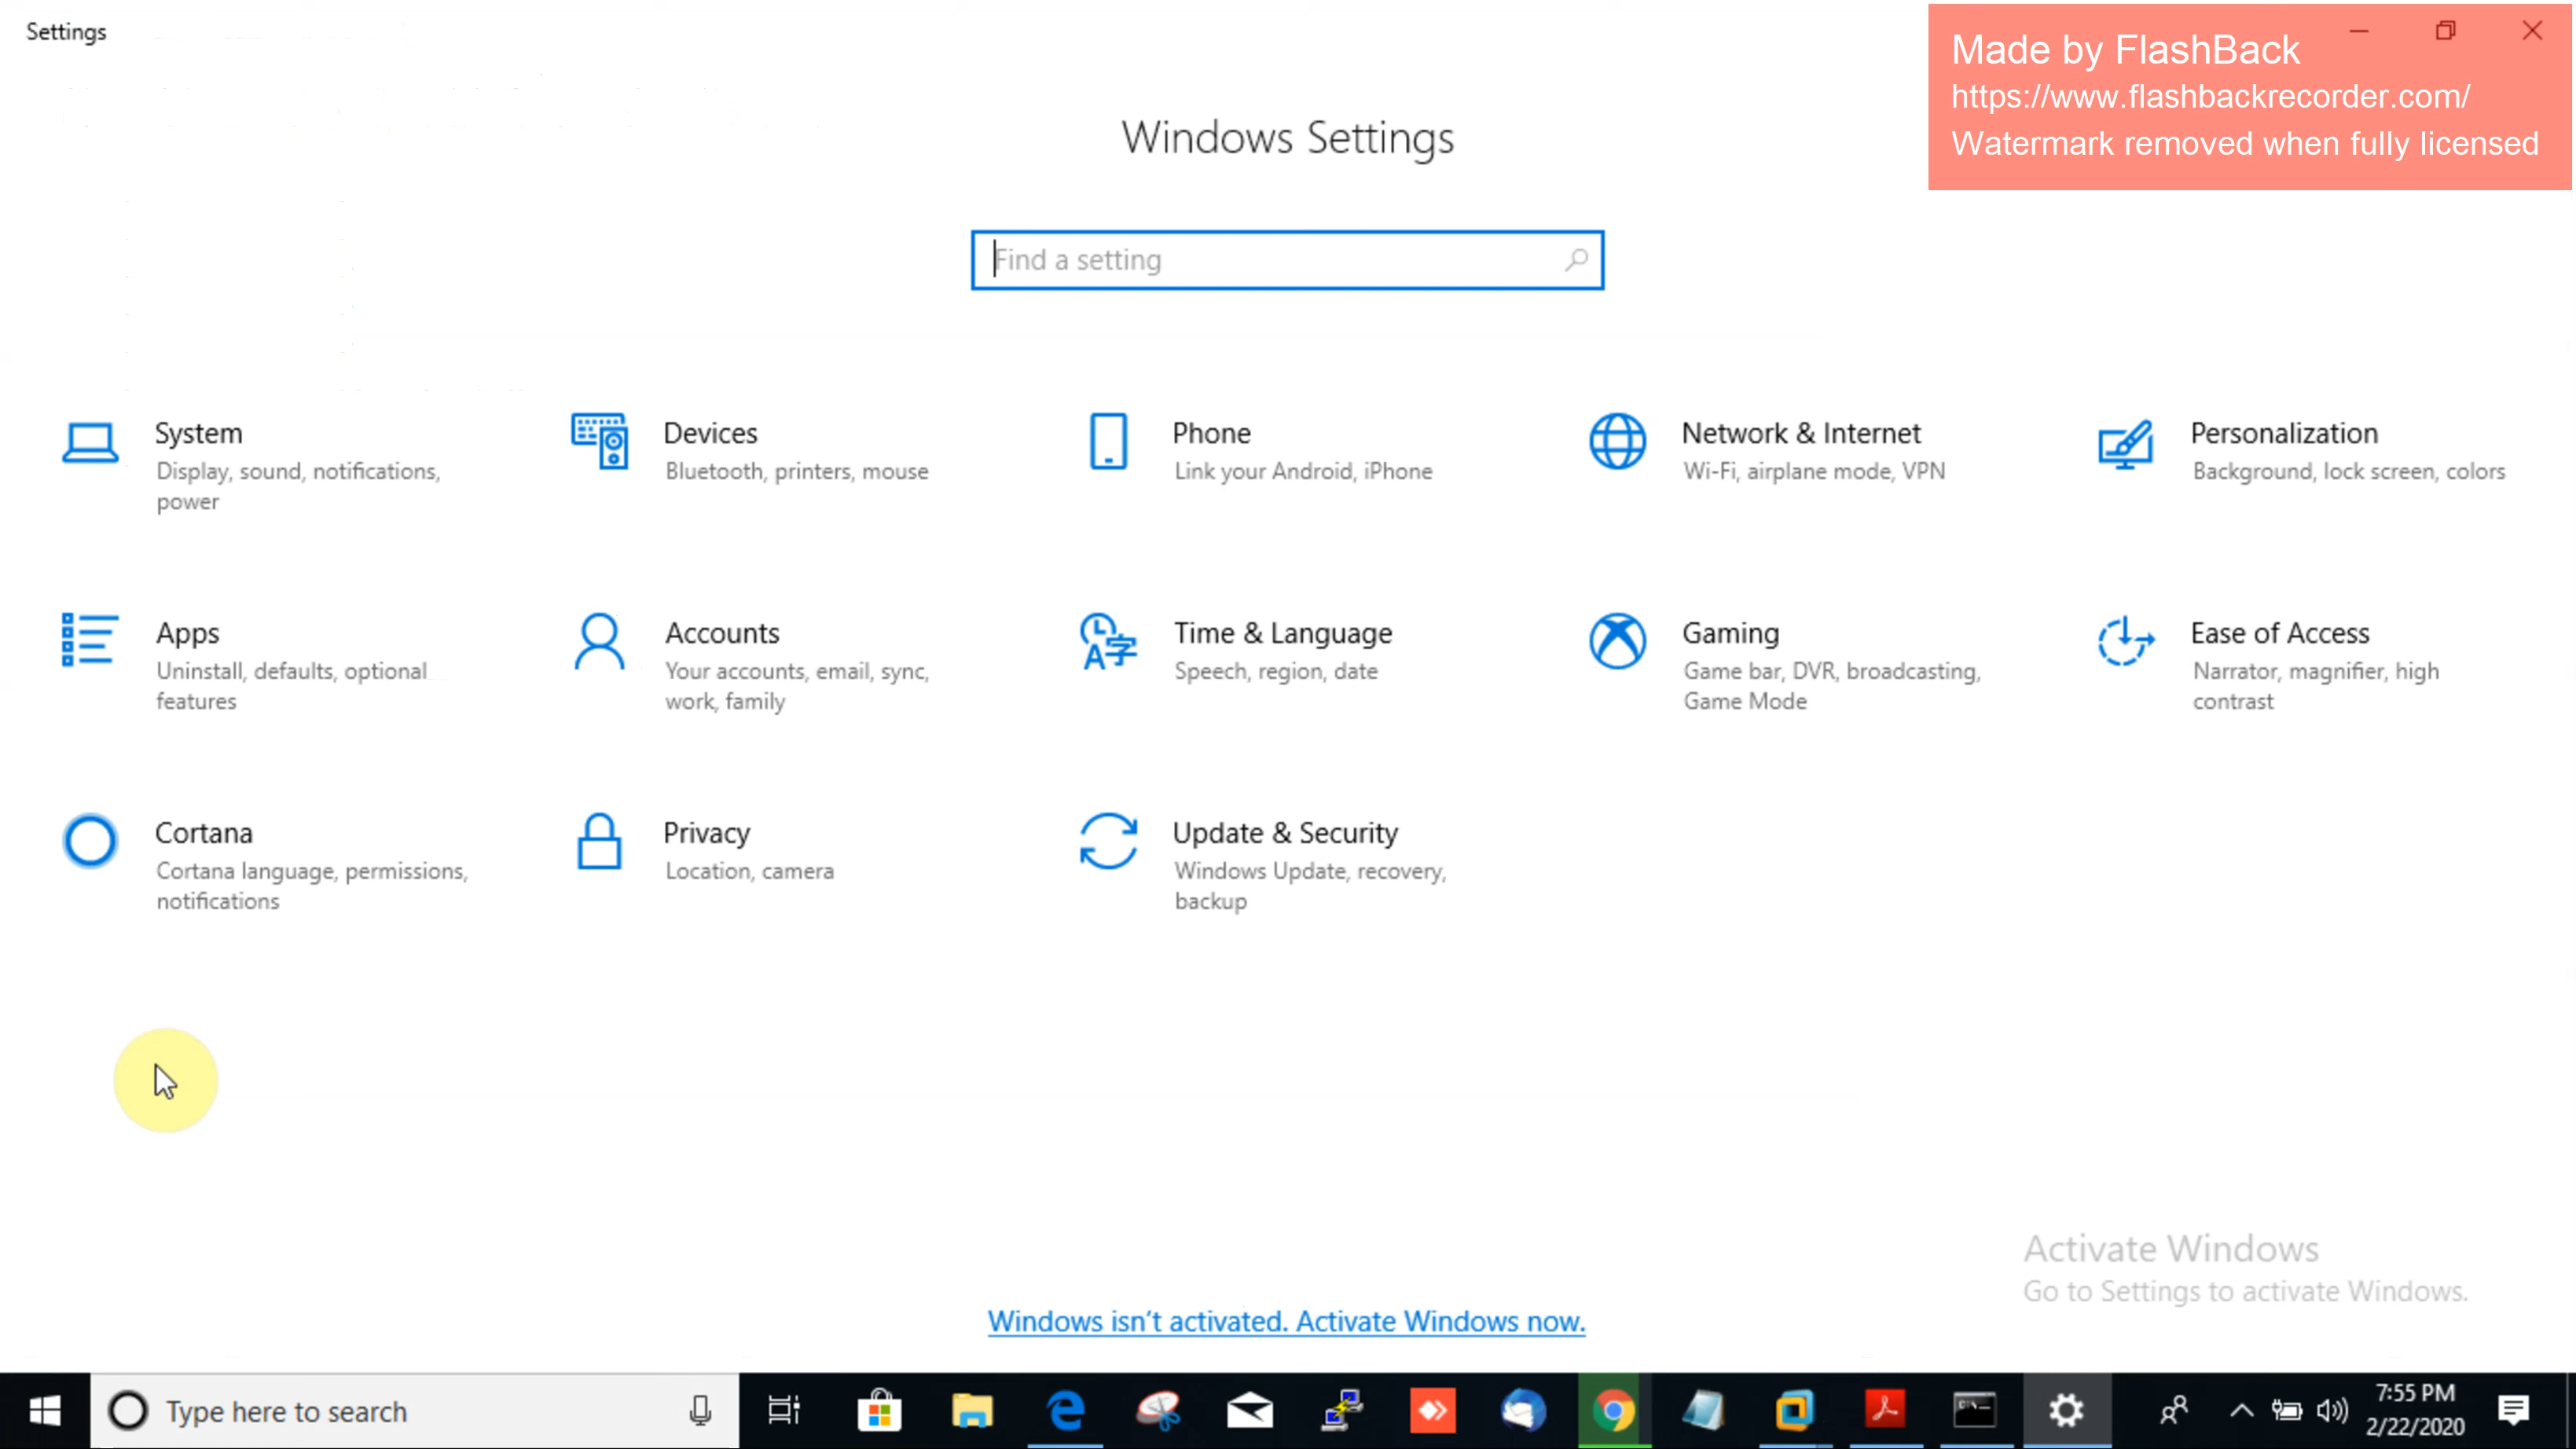 Settings
Made by FlashBack
https://www.flashbackrecorder.com/
Watermark removed when fully licensed
Windows Settings
Find a setting
System
Display, sound, notifications,
power
Devices
Bluetooth, printers, mouse
Phone
Link your Android, iPhone
Network & Internet
Wi-Fi, airplane mode, VPN
Personalization
Background, lock screen, colors
Apps
Uninstall, defaults, optional
features
Accounts
Your accounts, email, sync,
work, family
Time & Language
Speech, region, date
Gaming
Game bar, DVR, broadcasting,
Game Mode
Ease of Access
Narrator, magnifier, high
contrast
Cortana
Cortana language, permissions,
notifications
Privacy
Location, camera
Update & Security
Windows Update, recovery,
backup
Activate Windows
Go to Settings to activate Windows.
Windows isn't activated. Activate Windows now.
Type here to search
7:55 PM
2/22/2020